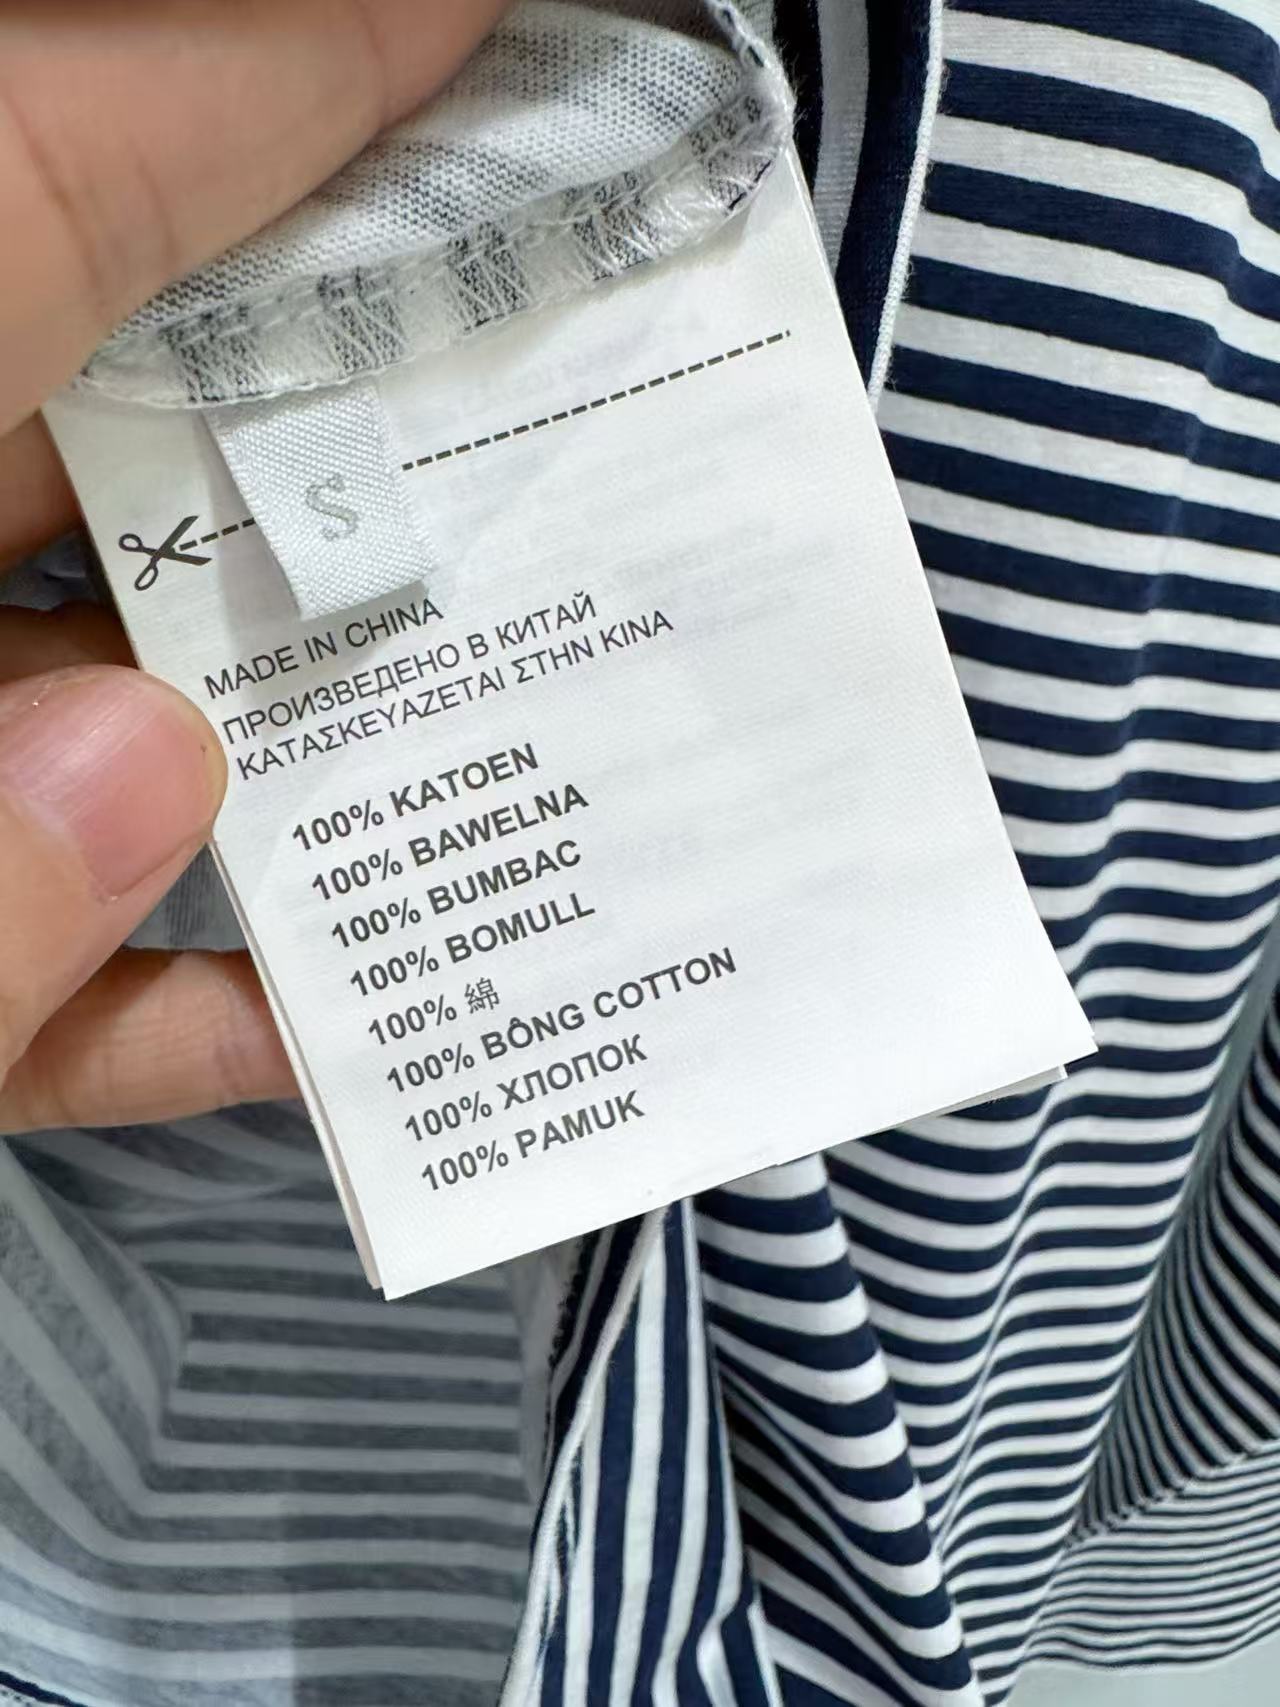 S
MADE IN CHINA
ПРОИЗВЕДЕНО В КИТАЙ
ΚΑΤΑΣΚΕΥΑΖΕΤΑΙ ΣΤΗΝ ΚΙΝΑ
100% KATOEN
100% BAWELNA
100% BUMBAC
100% BOMULL
100% 綿
100% BÔNG COTTON
100% ХЛОПОК
100% PAMUK